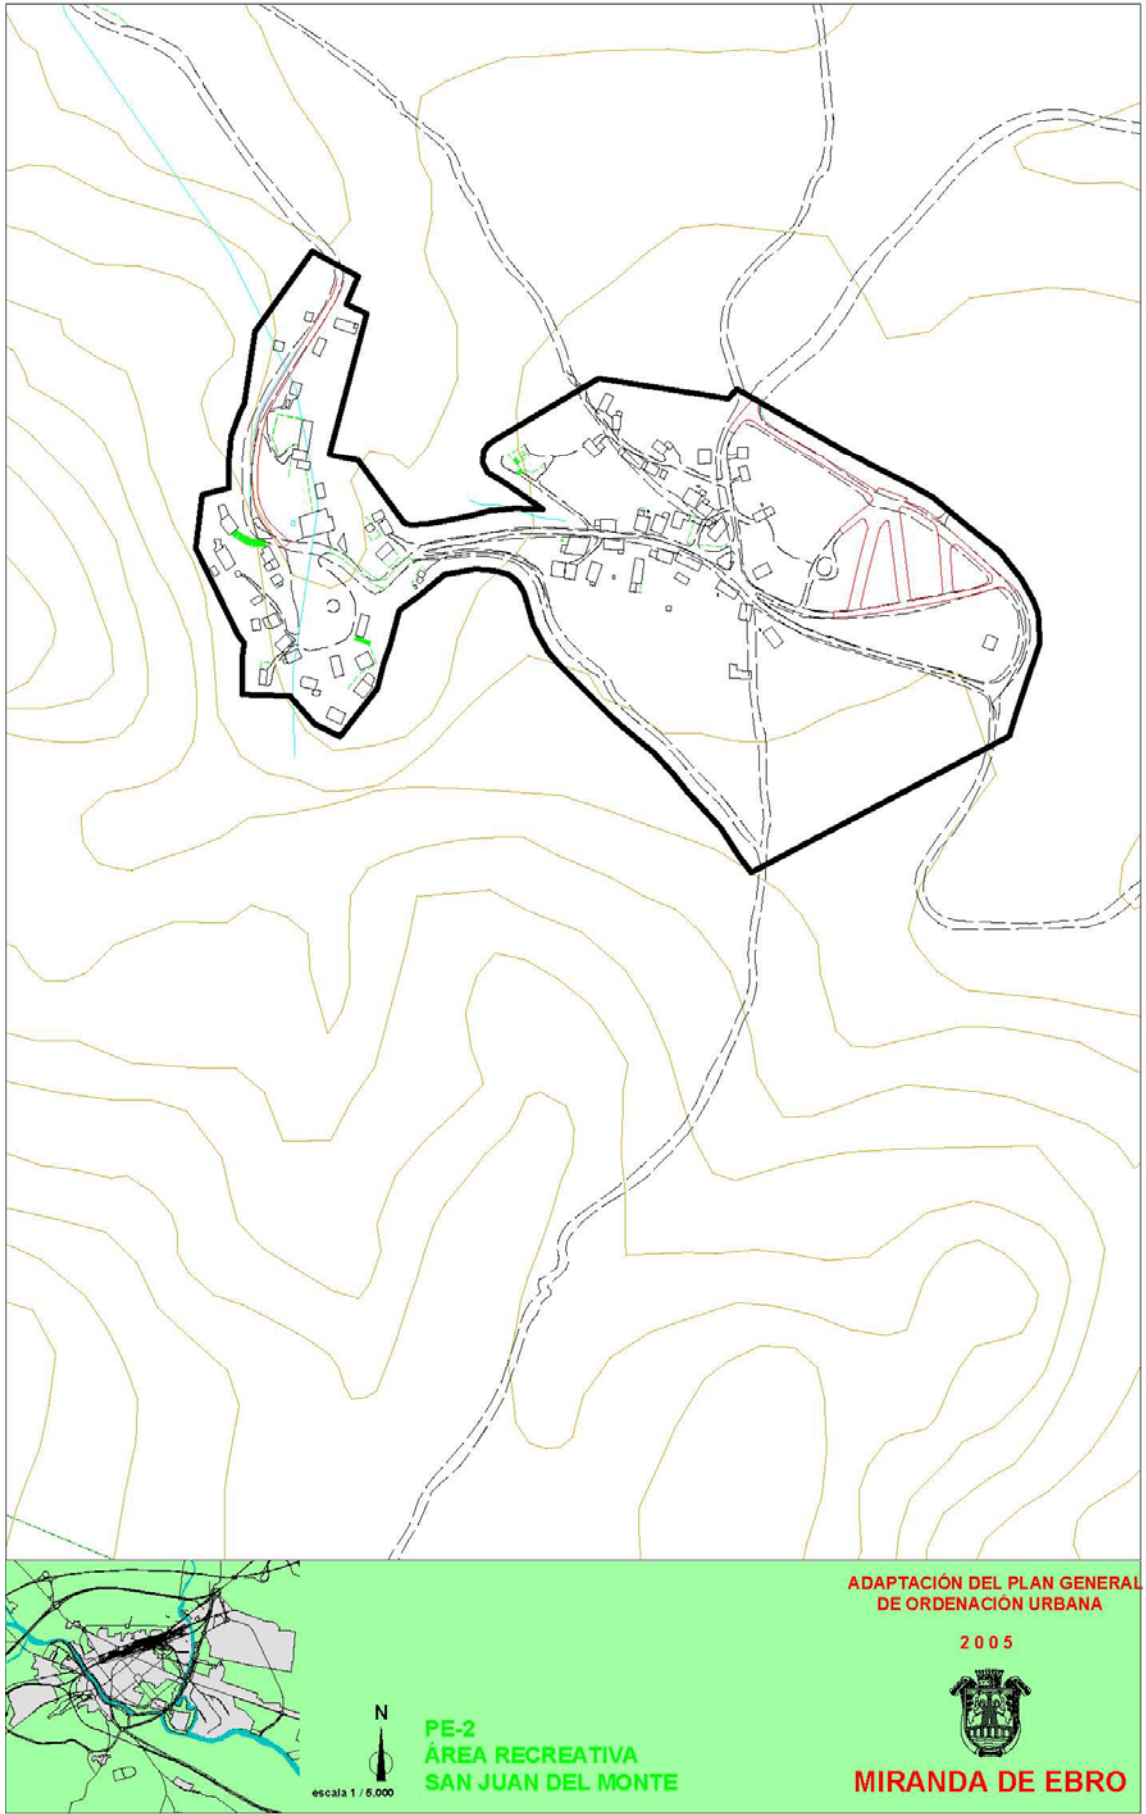 ADAPTACIÓN DEL PLAN GENERAL
DE ORDENACIÓN URBANA
2005
N
escala 1 / 5.000
PE-2
ÁREA RECREATIVA
SAN JUAN DEL MONTE
MIRANDA DE EBRO